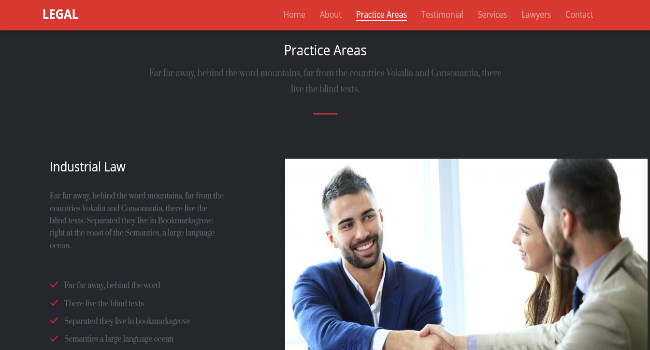 LEGAL
Home About Practice Areas Testimonial Services Lawyers Contact
Practice Areas
Far far away, behind the word mountains, far from the countries Vokalia and Consonantia, there
live the blind texts.
Industrial Law
Far far away, behind the word mountains, far from the
countries Vokalia and Consonantia, there live the
blind texts. Separated they live in Bookmarksgrove
right at the coast of the Semantics, a large language
ocean.
Far far away, behind the word
There live the blind texts
Separated they live in bookmarksgrove
Semantics a large language ocean